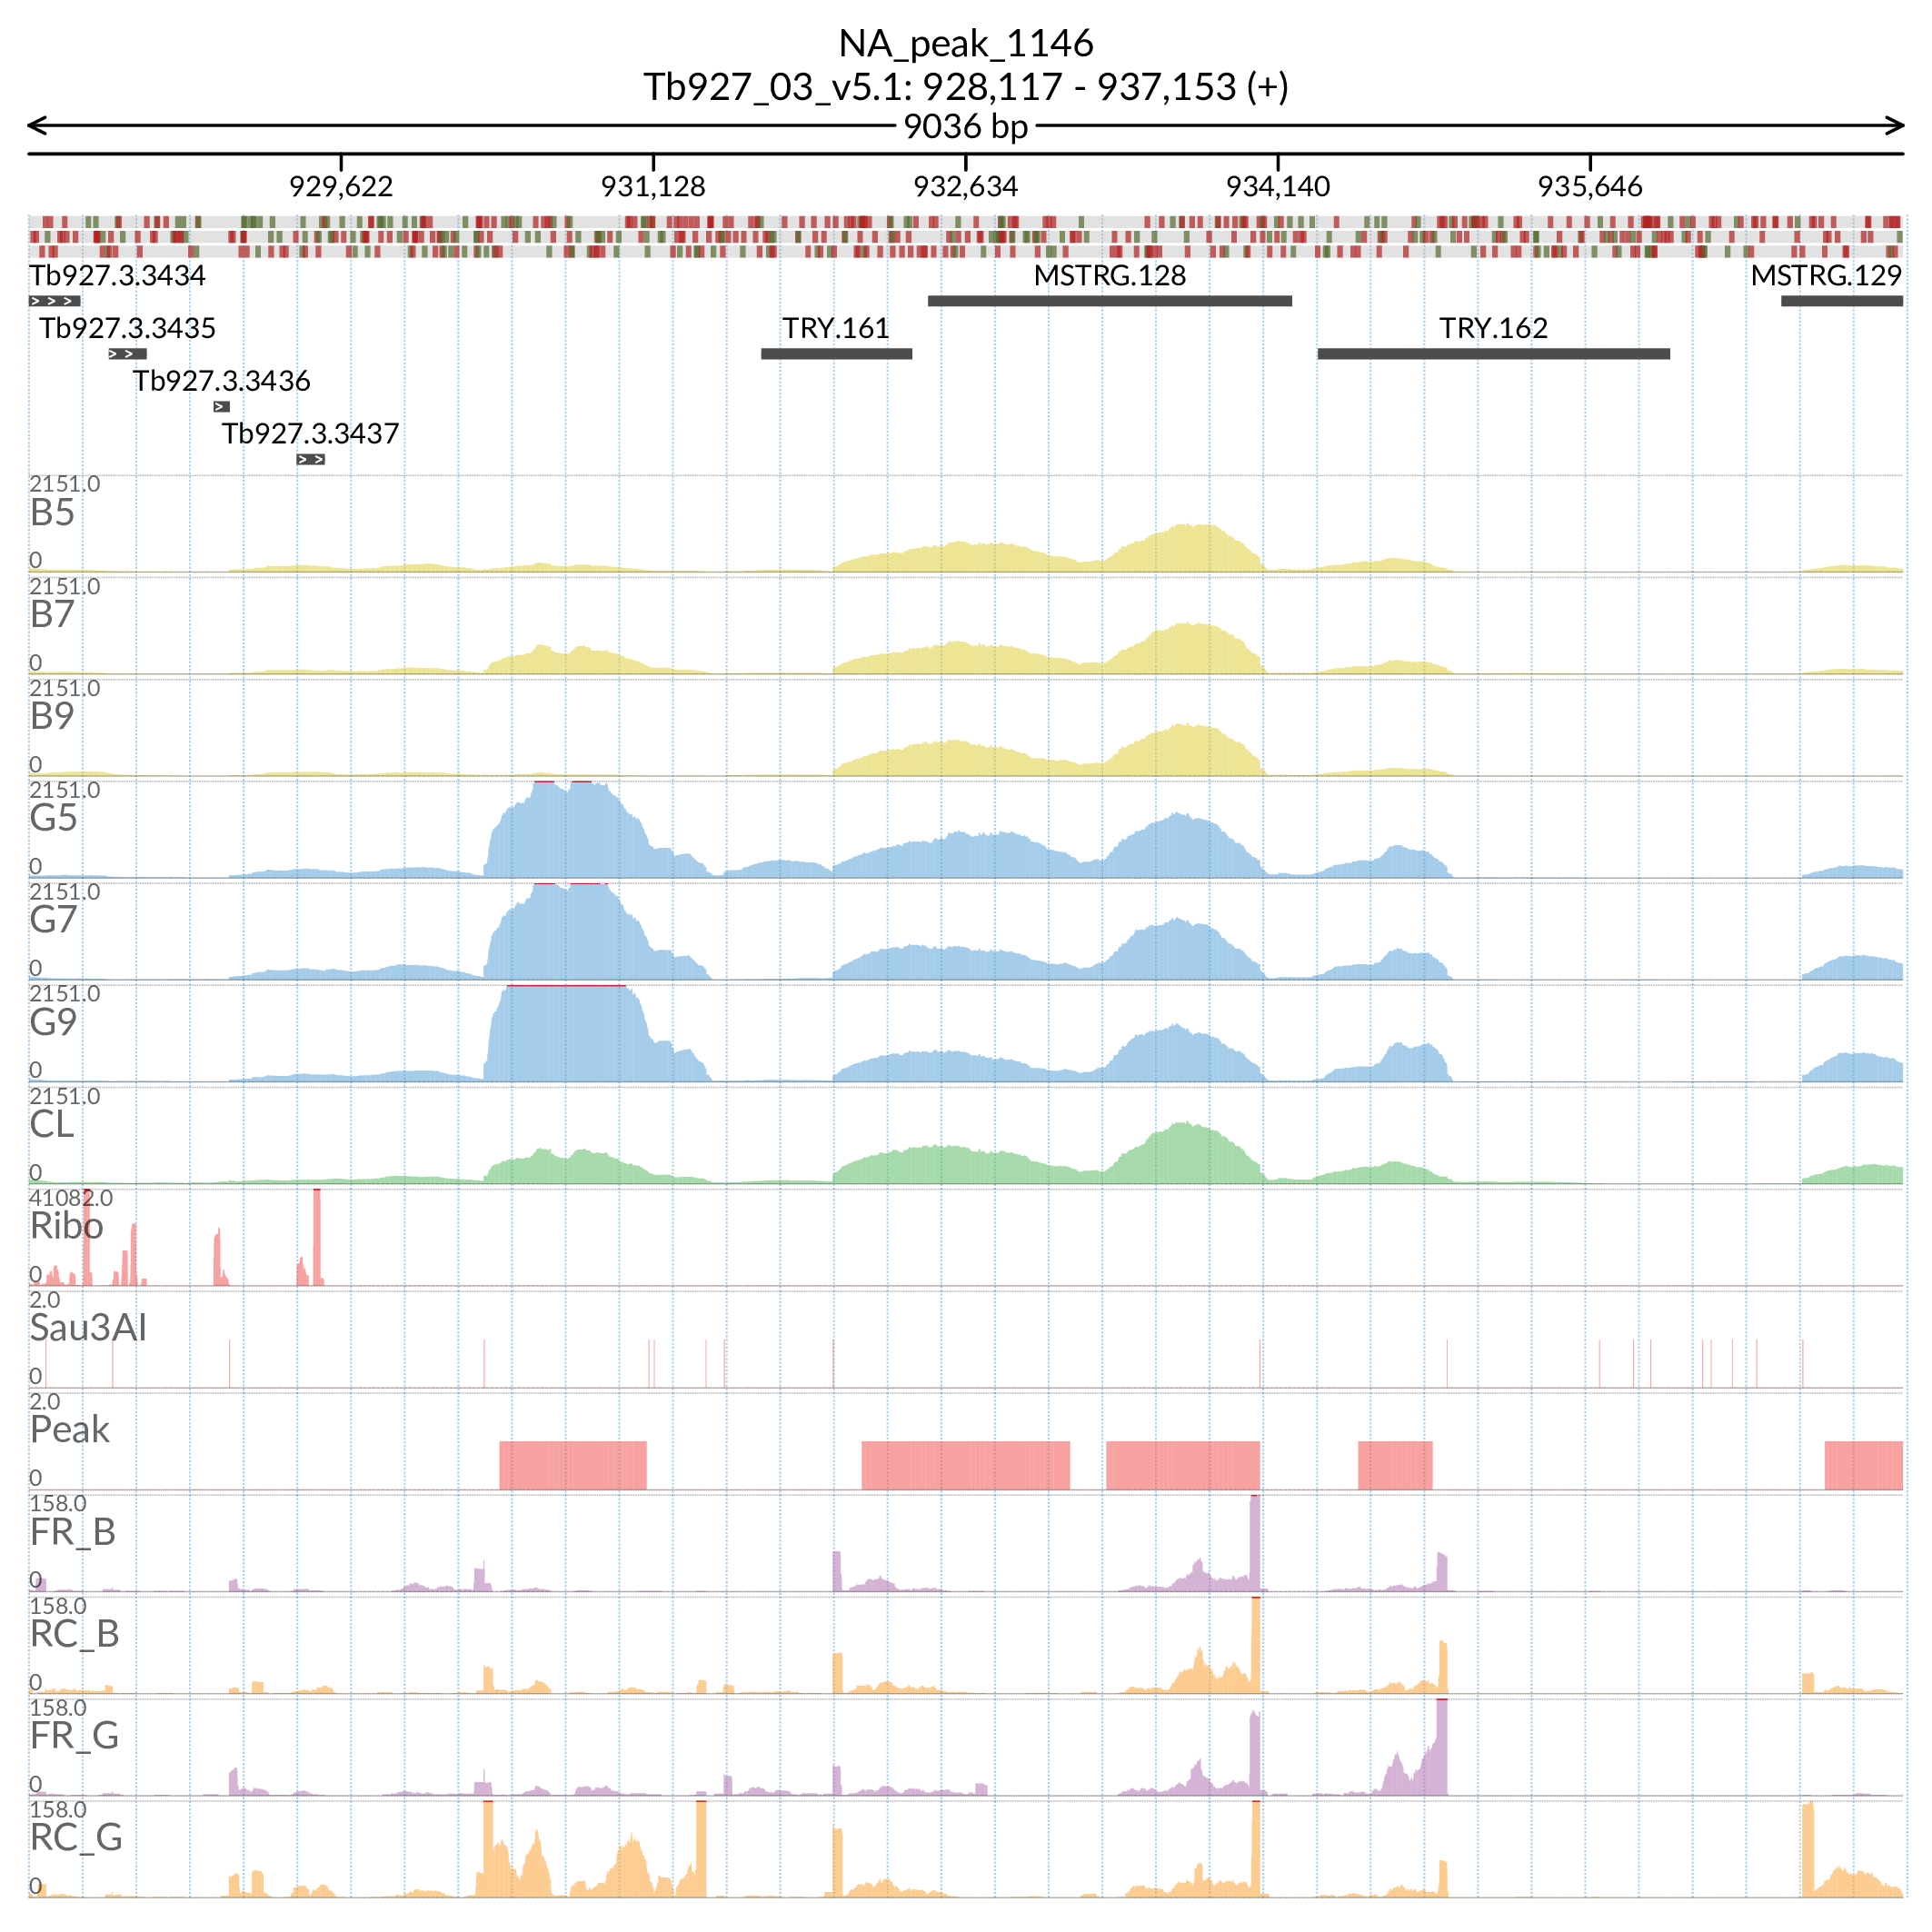 NA_peak_1146
Tb927_03_v5.1: 928,117 - 937,153 (+)
9036 bp
929,622 931,128 932,634 934,140 935,646
Tb927.3.3434 MSTRG.128 MSTRG.129
Tb927.3.3435 TRY.161 TRY.162
Tb927.3.3436
Tb927.3.3437
2151.0
B5
0
2151.0
B7
0
2151.0
B9
0
2151.0
G5
0
2151.0
G7
0
2151.0
G9
0
2151.0
CL
0
41082.0
Ribo
0
2.0
Sau3AI
0
2.0
Peak
0
158.0
FR_B
0
158.0
RC_B
0
158.0
FR_G
0
158.0
RC_G
0